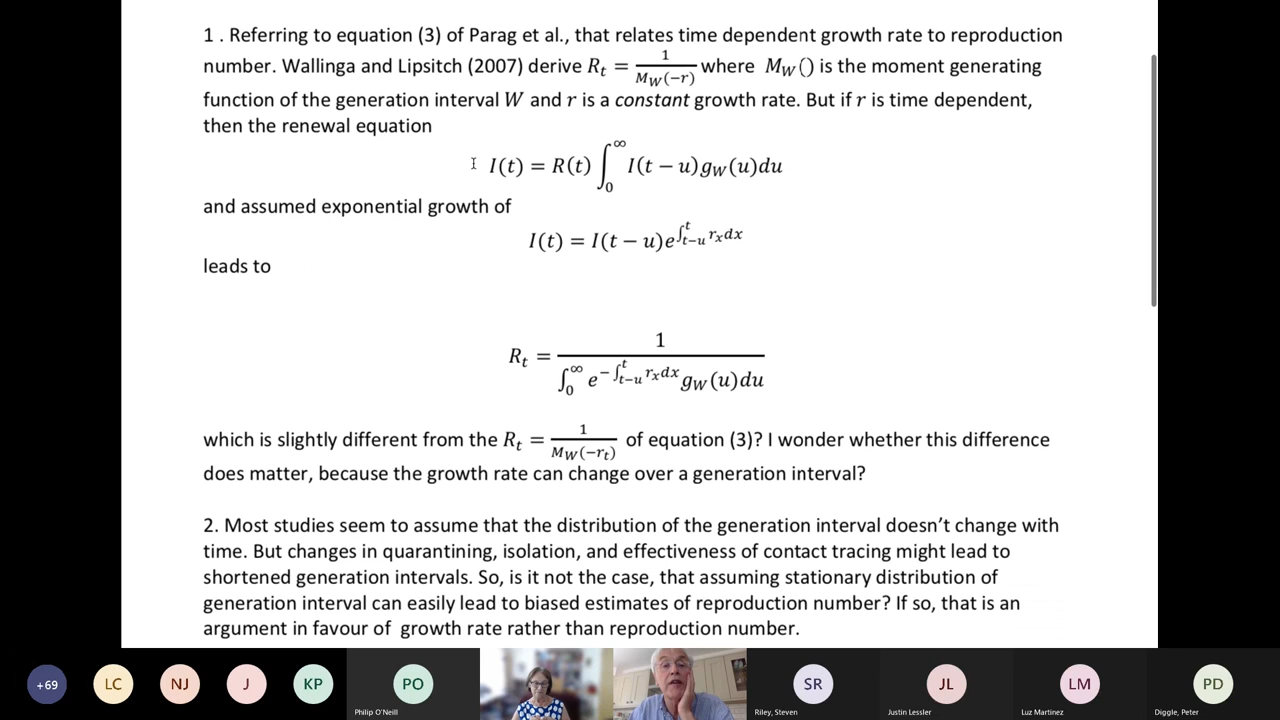 1 . Referring to equation (3) of Parag et al., that relates time dependent growth rate to reproduction
number. Wallinga and Lipsitch (2007) derive Rₜ = 1/M_W(−r) where M_W() is the moment generating
function of the generation interval W and r is a constant growth rate. But if r is time dependent,
then the renewal equation
I(t) = R(t) ∫₀^∞ I(t − u)g_W(u)du
and assumed exponential growth of
I(t) = I(t − u)e^{∫_{t−u}^{t} r_x dx}
leads to
Rₜ = 1/(∫₀^∞ e^{−∫_{t−u}^{t} r_x dx} g_W(u)du)
which is slightly different from the Rₜ = 1/M_W(−rₜ) of equation (3)? I wonder whether this difference
does matter, because the growth rate can change over a generation interval?
2. Most studies seem to assume that the distribution of the generation interval doesn’t change with
time. But changes in quarantining, isolation, and effectiveness of contact tracing might lead to
shortened generation intervals. So, is it not the case, that assuming stationary distribution of
generation interval can easily lead to biased estimates of reproduction number? If so, that is an
argument in favour of growth rate rather than reproduction number.
+69 LC NJ J KP PO SR JL LM PD
Philip O'Neill Riley, Steven Justin Lessler Luz Martinez Diggle, Peter